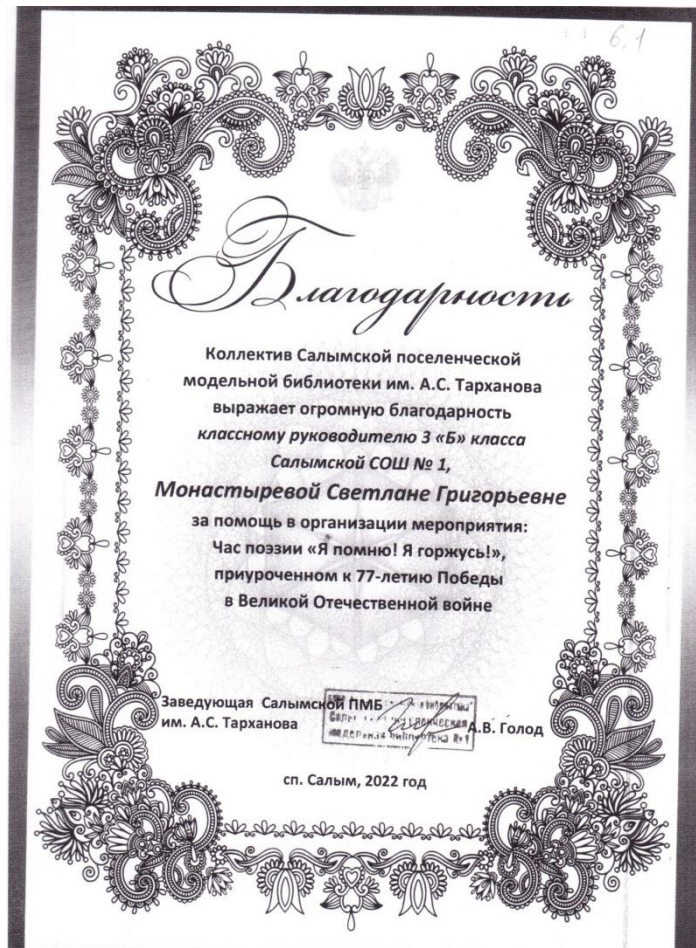 6.1
Благодарность
Коллектив Салымской поселенческой
модельной библиотеки им. А.С. Тарханова
выражает огромную благодарность
классному руководителю 3 «Б» класса
Салымской СОШ № 1,
Монастыревой Светлане Григорьевне
за помощь в организации мероприятия:
Час поэзии «Я помню! Я горжусь!»,
приуроченном к 77-летию Победы
в Великой Отечественной войне
Заведующая Салымской ПМБ
им. А.С. Тарханова А.В. Голод
сп. Салым, 2022 год